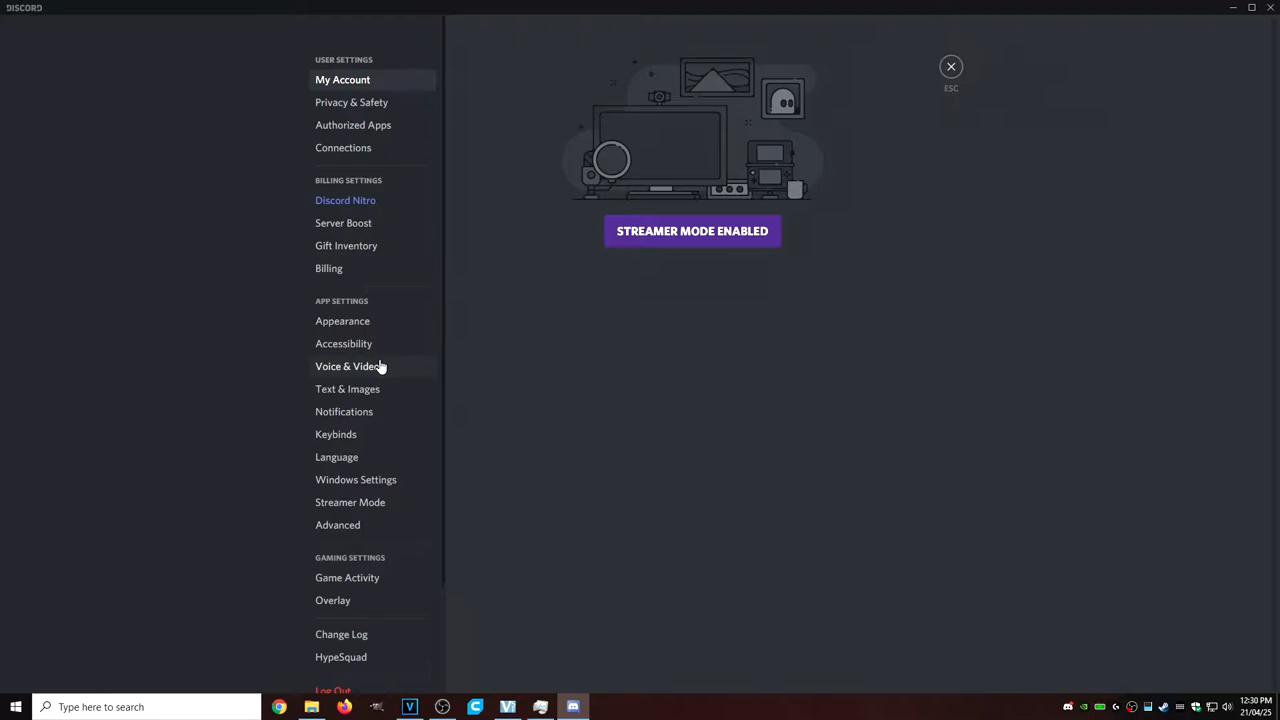 DISCORD
USER SETTINGS
My Account
Privacy & Safety
Authorized Apps
Connections
BILLING SETTINGS
Discord Nitro
Server Boost
Gift Inventory
Billing
APP SETTINGS
Appearance
Accessibility
Voice & Video
Text & Images
Notifications
Keybinds
Language
Windows Settings
Streamer Mode
Advanced
GAMING SETTINGS
Game Activity
Overlay
Change Log
HypeSquad
Log Out
STREAMER MODE ENABLED
ESC
Type here to search
12:30 PM
21/04/25